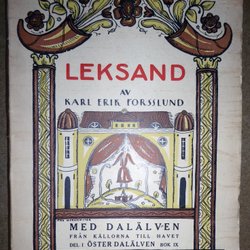 LEKSAND
AV
KARL ERIK FORSSLUND
MED DALÄLVEN
FRÅN KÄLLORNA TILL HAVET
DEL. I ÖSTER DALÄLVEN BOK IX